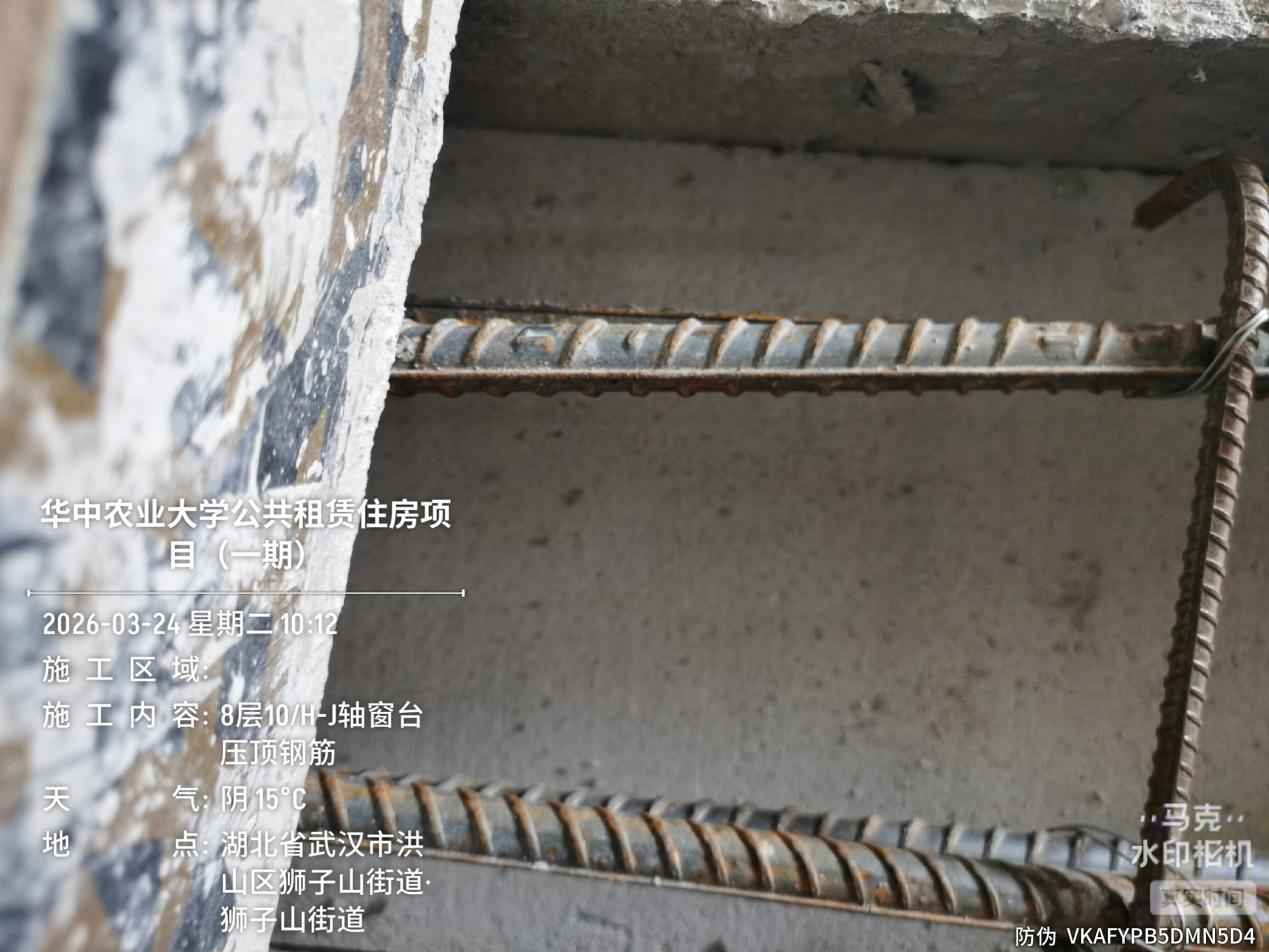 华中农业大学公共租赁住房项
目（一期）
2026-03-24 星期二 10:12
施工区域:
施工内容: 8层10/H-J轴窗台
压顶钢筋
天气: 阴 15℃
地点: 湖北省武汉市洪
山区狮子山街道·
狮子山街道
马克
水印相机
真实时间
防伪 VKAFYPB5DMN5D4